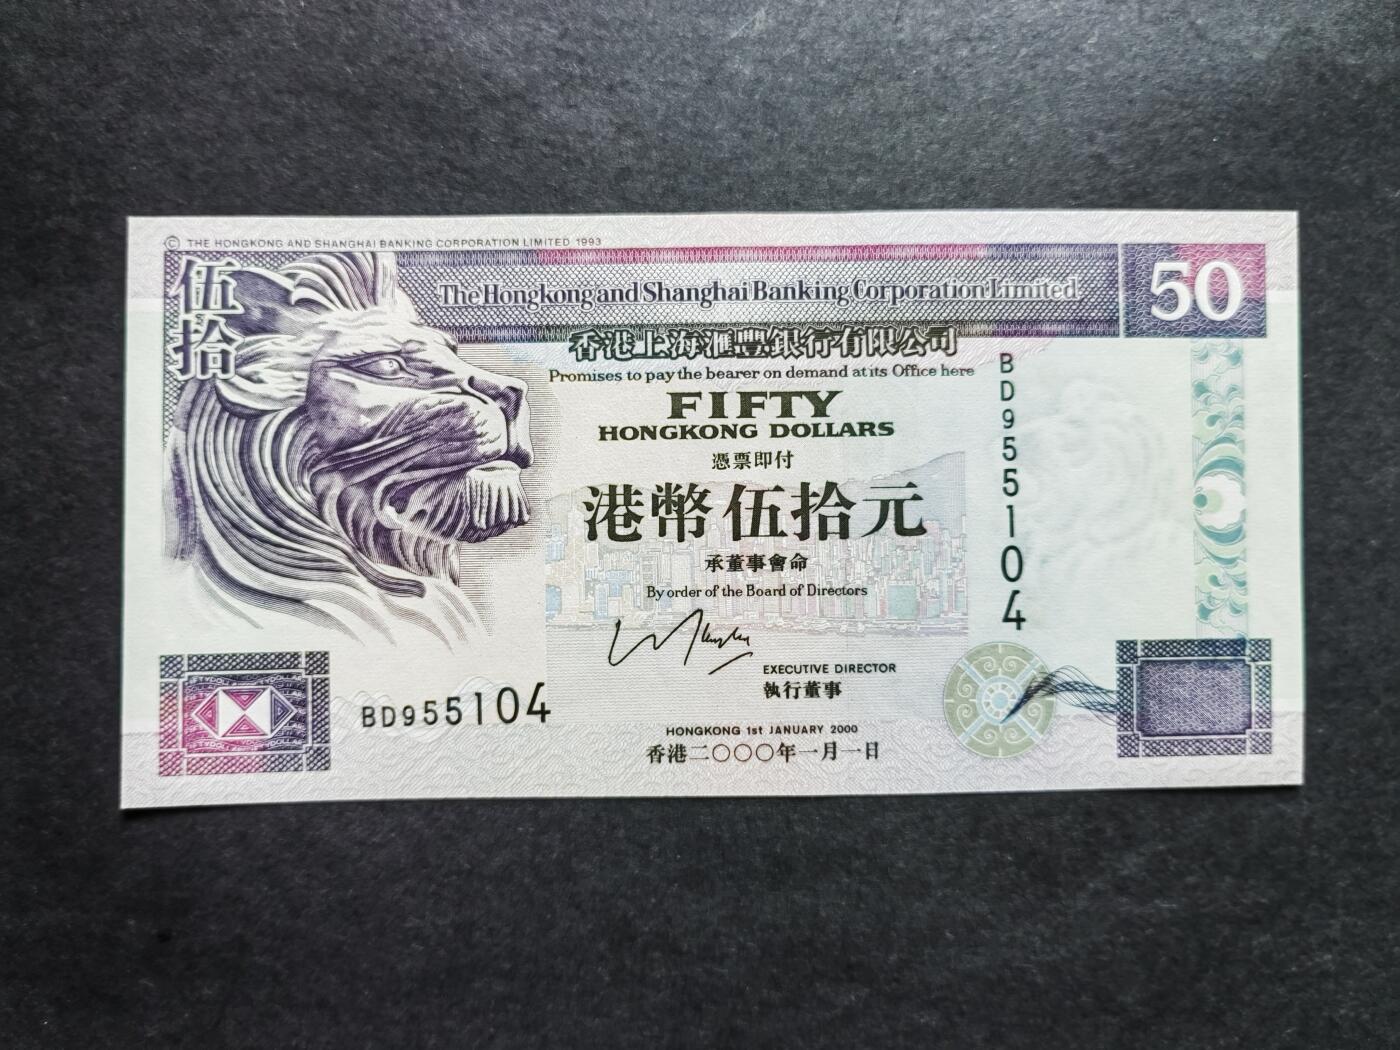 © THE HONGKONG AND SHANGHAI BANKING CORPORATION LIMITED 1993
伍拾
The Hongkong and Shanghai Banking Corporation Limited
50
香港上海滙豐銀行有限公司
Promises to pay the bearer on demand at its Office here
FIFTY
HONGKONG DOLLARS
憑票即付
港幣伍拾元
承董事會命
By order of the Board of Directors
EXECUTIVE DIRECTOR
執行董事
BD955104
HONGKONG 1st JANUARY 2000
香港二〇〇〇年一月一日
BD955104